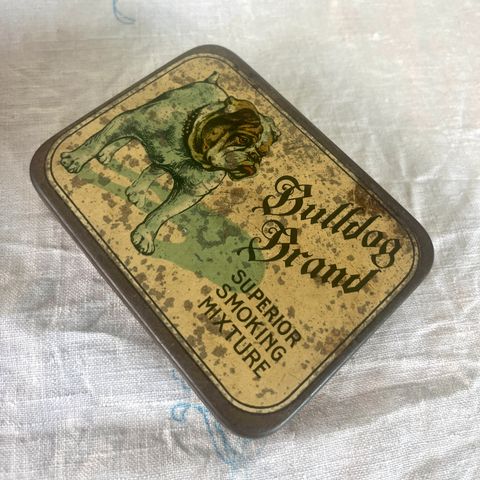 Bulldog
Brand
SUPERIOR
SMOKING
MIXTURE